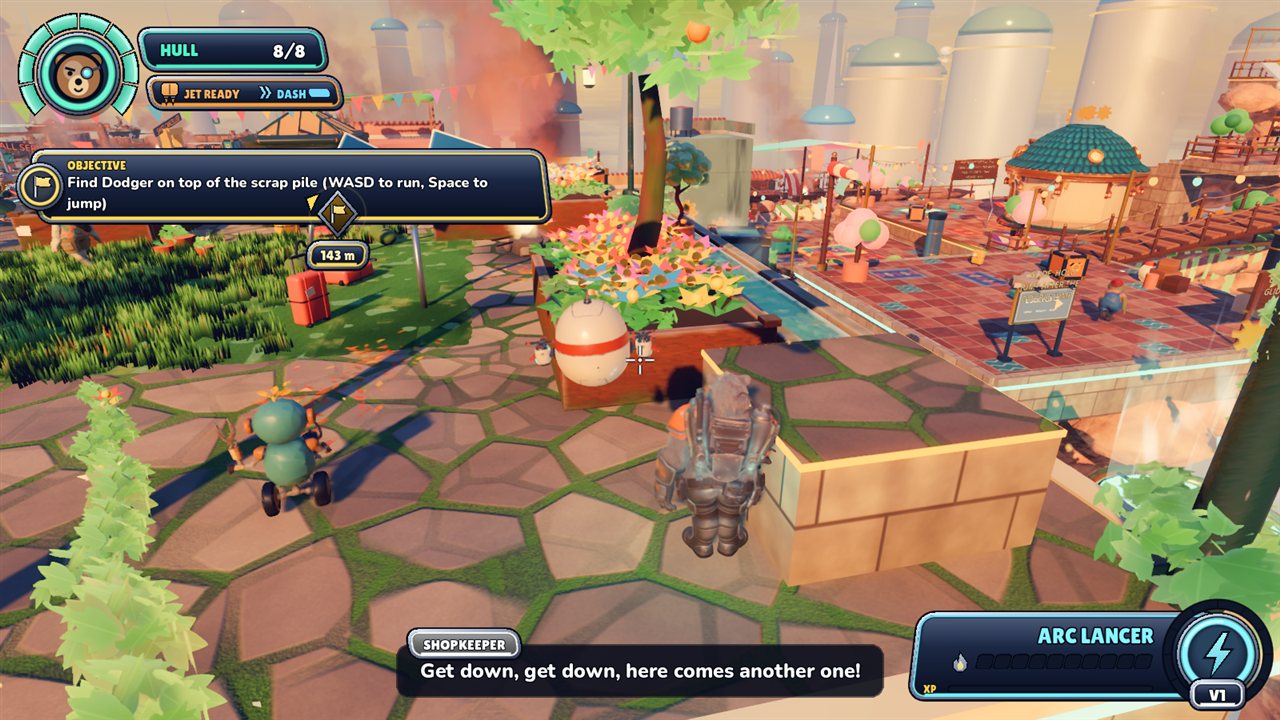 HULL 8/8
JET READY DASH
OBJECTIVE
Find Dodger on top of the scrap pile (WASD to run, Space to
jump)
143 m
SHOPKEEPER
Get down, get down, here comes another one!
ARC LANCER
XP
V1